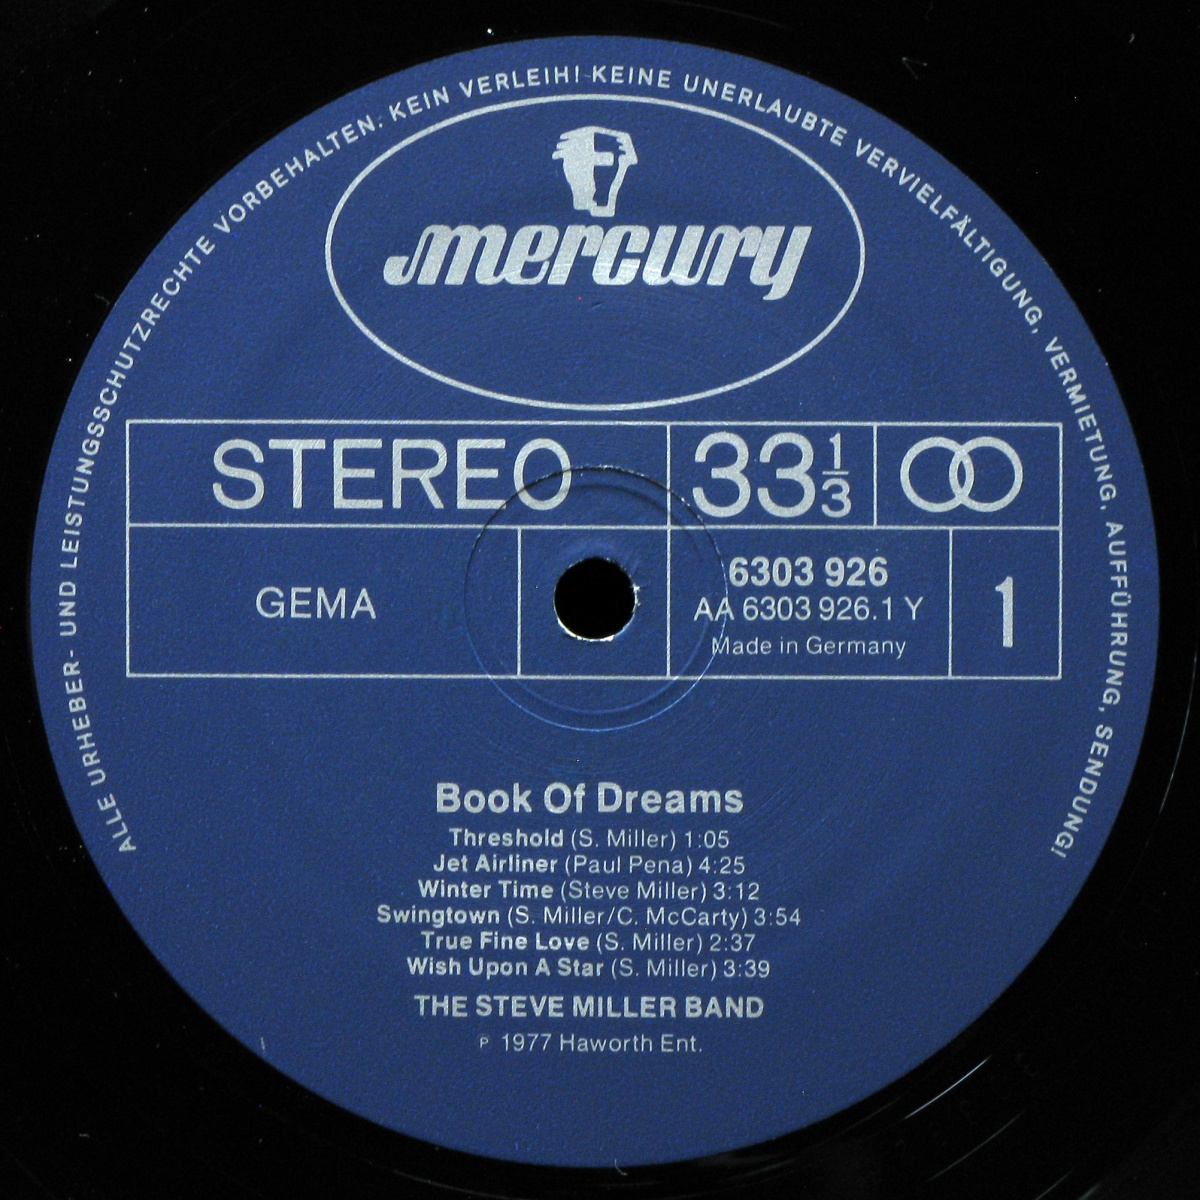 ALLE URHEBER- UND LEISTUNGSSCHUTZRECHTE VORBEHALTEN. KEIN VERLEIH! KEINE UNERLAUBTE VERVIELFÄLTIGUNG, VERMIETUNG, AUFFÜHRUNG, SENDUNG!
mercury
STEREO 33 1/3
GEMA
6303 926
AA 6303 926.1 Y
Made in Germany
1
Book Of Dreams
Threshold (S. Miller) 1:05
Jet Airliner (Paul Pena) 4:25
Winter Time (Steve Miller) 3:12
Swingtown (S. Miller/C. McCarty) 3:54
True Fine Love (S. Miller) 2:37
Wish Upon A Star (S. Miller) 3:39
THE STEVE MILLER BAND
℗ 1977 Haworth Ent.